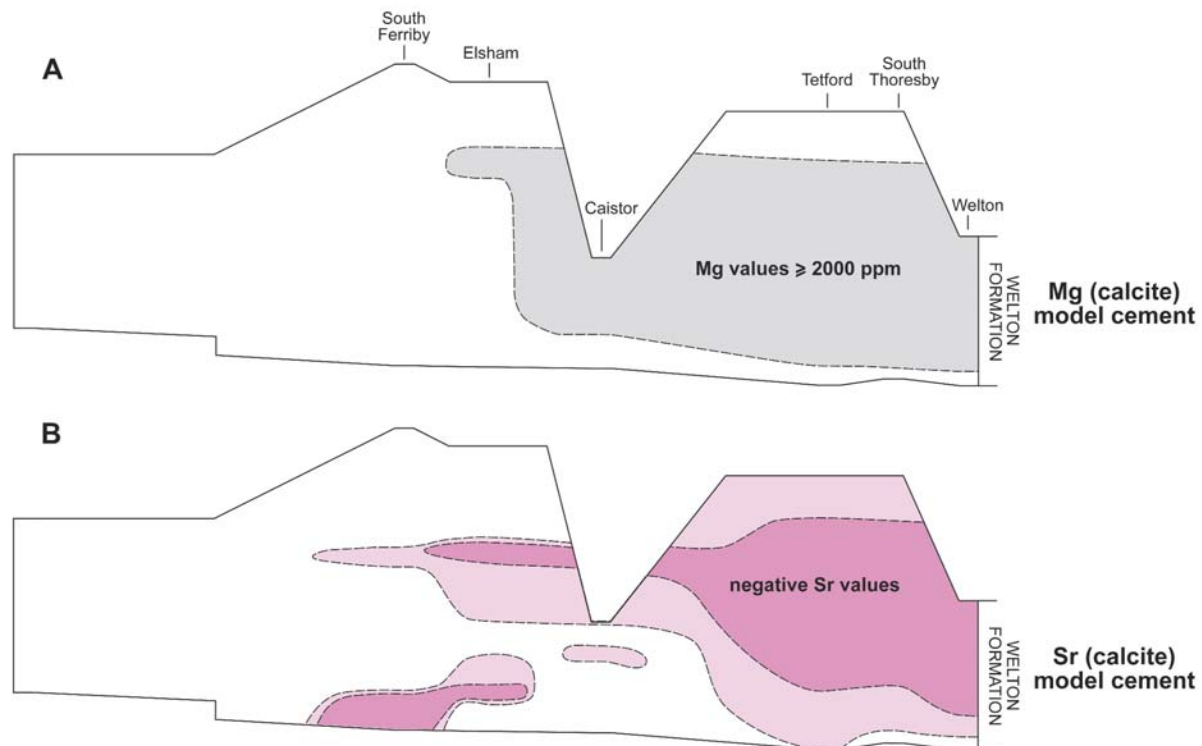 A
South
Ferriby
Elsham
Tetford
South
Thoresby
Caistor
Welton
Mg values ⩾ 2000 ppm
WELTON
FORMATION
Mg (calcite)
model cement
B
negative Sr values
WELTON
FORMATION
Sr (calcite)
model cement